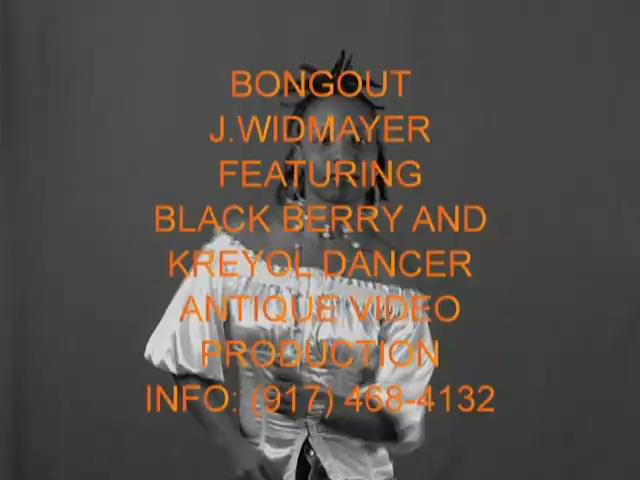 BONGOUT
J.WIDMAYER
FEATURING
BLACK BERRY AND
KREYOL DANCER
ANTIQUE VIDEO
PRODUCTION
INFO: (917) 468-4132